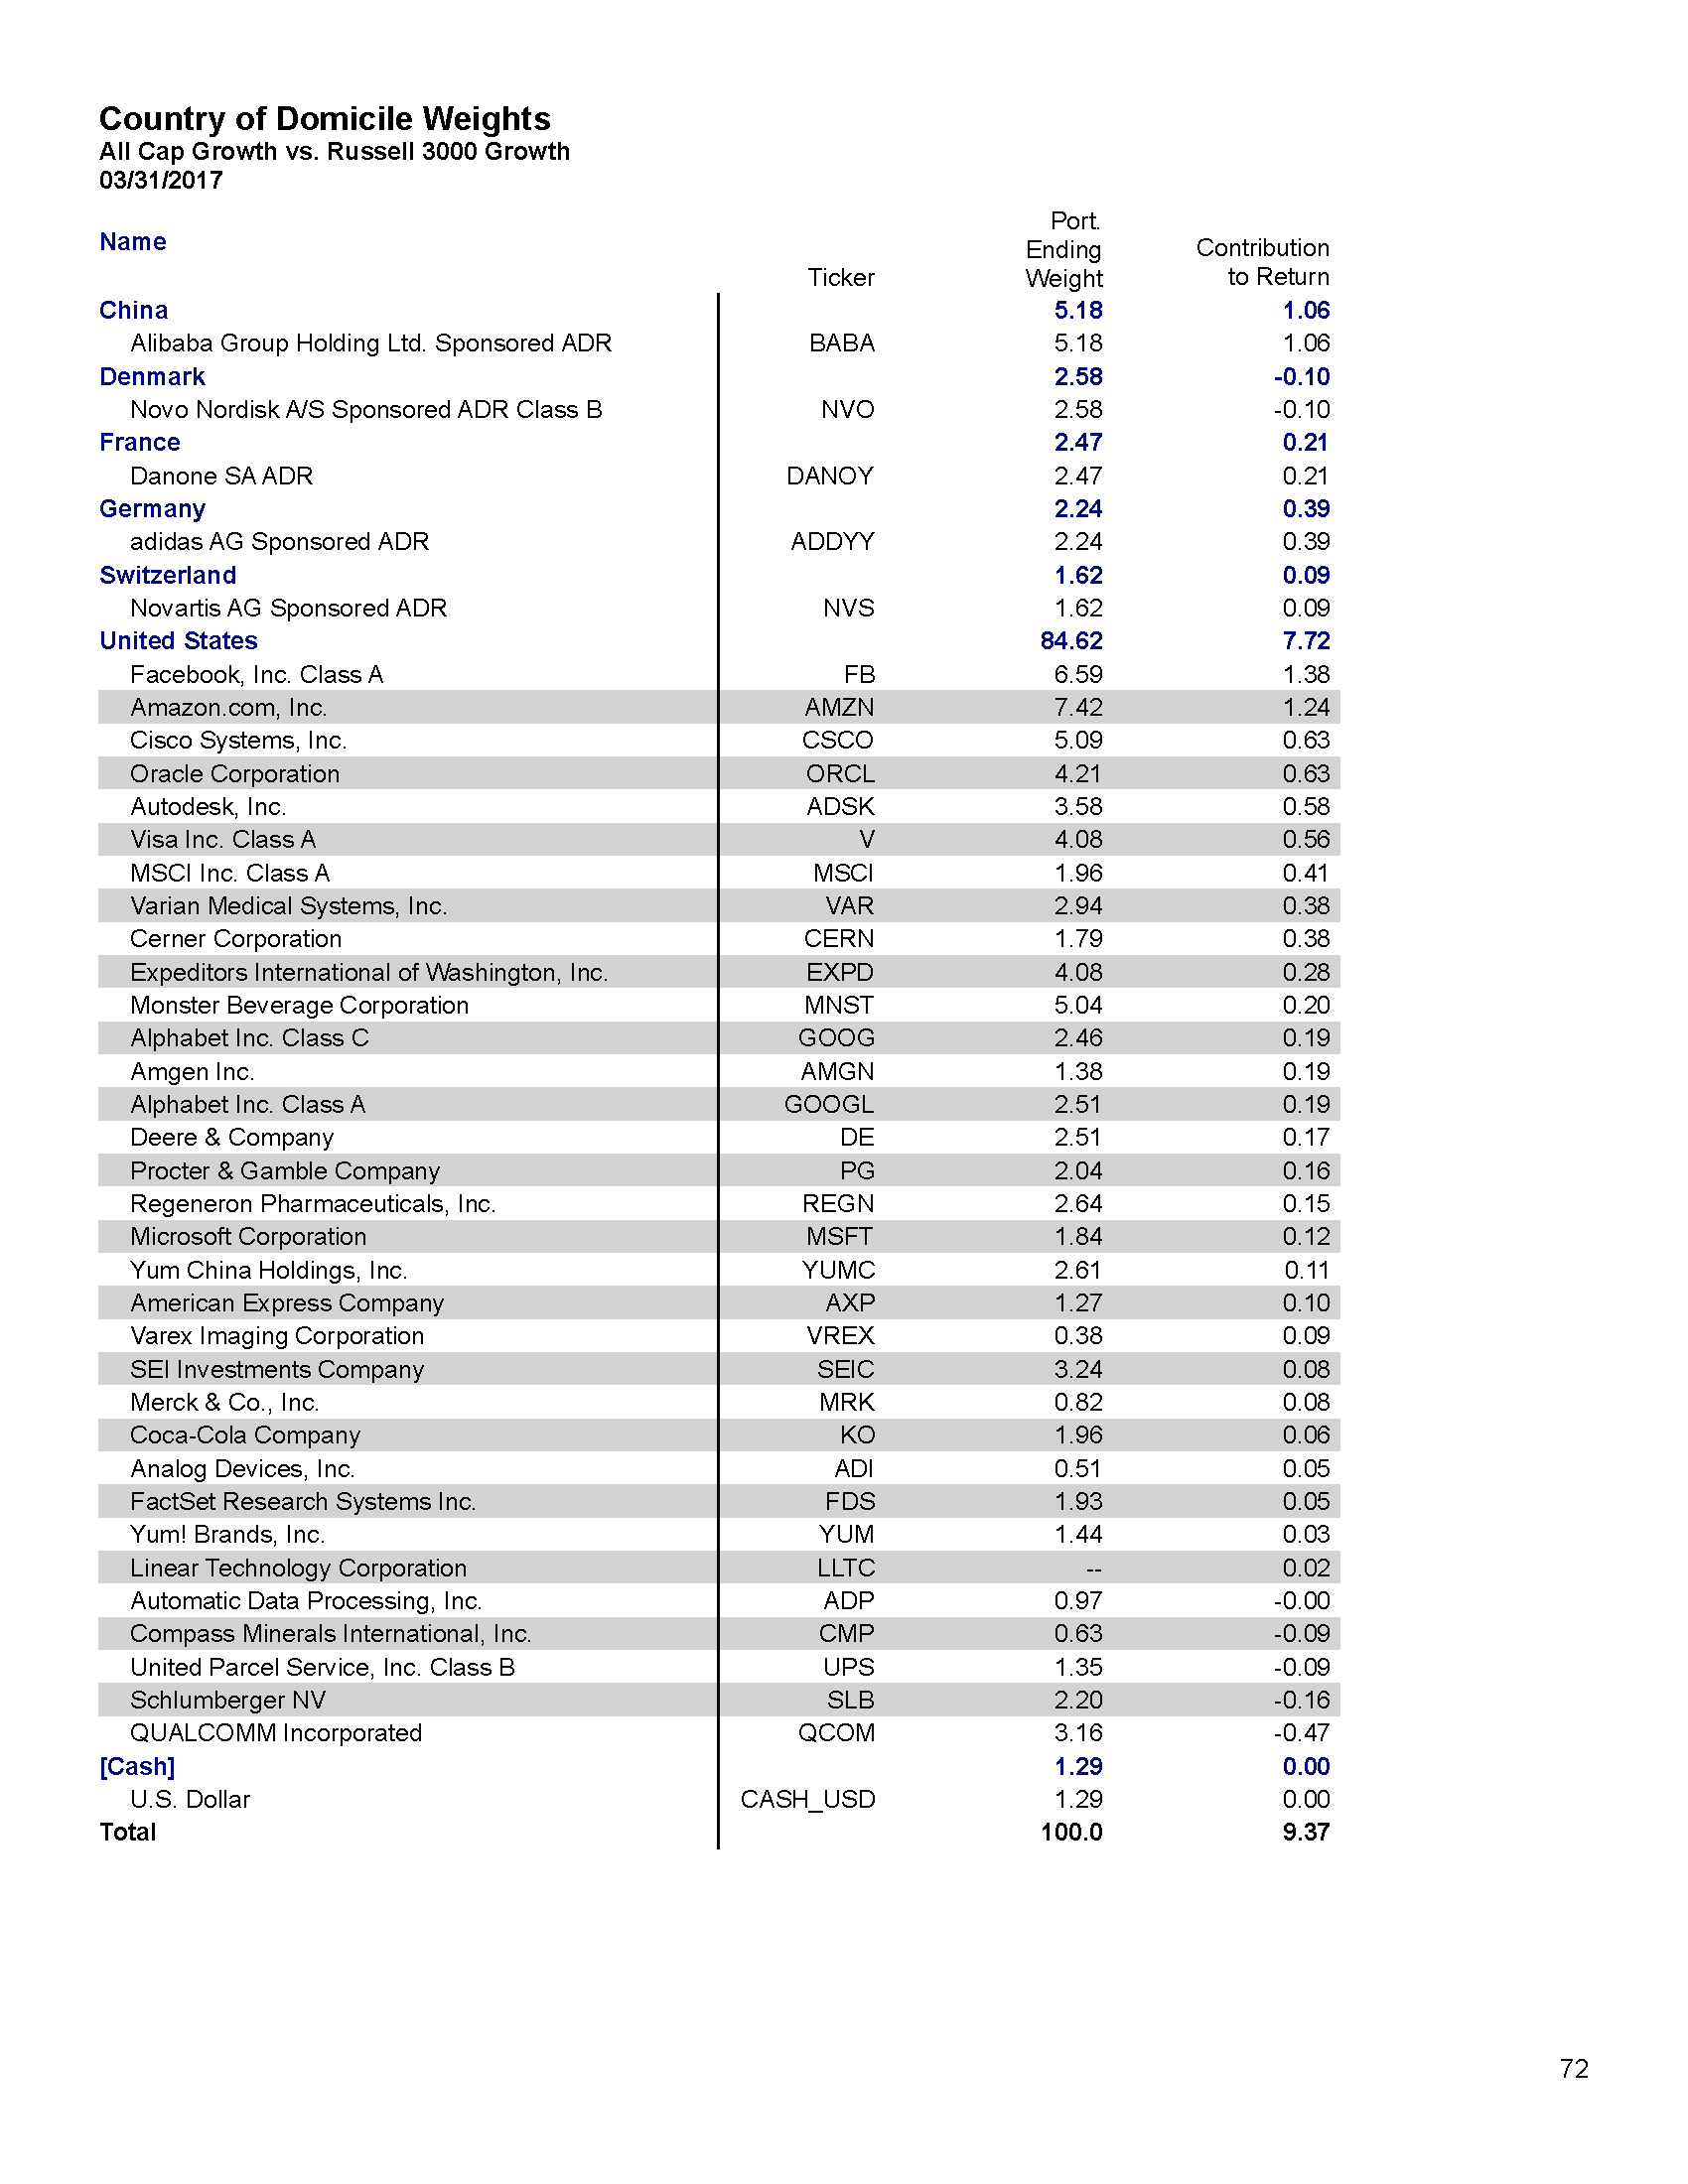 Country of Domicile Weights
All Cap Growth vs. Russell 3000 Growth
03/31/2017
Name Ticker Port. Ending Weight Contribution to Return
China 5.18 1.06
Alibaba Group Holding Ltd. Sponsored ADR BABA 5.18 1.06
Denmark 2.58 -0.10
Novo Nordisk A/S Sponsored ADR Class B NVO 2.58 -0.10
France 2.47 0.21
Danone SA ADR DANOY 2.47 0.21
Germany 2.24 0.39
adidas AG Sponsored ADR ADDYY 2.24 0.39
Switzerland 1.62 0.09
Novartis AG Sponsored ADR NVS 1.62 0.09
United States 84.62 7.72
Facebook, Inc. Class A FB 6.59 1.38
Amazon.com, Inc. AMZN 7.42 1.24
Cisco Systems, Inc. CSCO 5.09 0.63
Oracle Corporation ORCL 4.21 0.63
Autodesk, Inc. ADSK 3.58 0.58
Visa Inc. Class A V 4.08 0.56
MSCI Inc. Class A MSCI 1.96 0.41
Varian Medical Systems, Inc. VAR 2.94 0.38
Cerner Corporation CERN 1.79 0.38
Expeditors International of Washington, Inc. EXPD 4.08 0.28
Monster Beverage Corporation MNST 5.04 0.20
Alphabet Inc. Class C GOOG 2.46 0.19
Amgen Inc. AMGN 1.38 0.19
Alphabet Inc. Class A GOOGL 2.51 0.19
Deere & Company DE 2.51 0.17
Procter & Gamble Company PG 2.04 0.16
Regeneron Pharmaceuticals, Inc. REGN 2.64 0.15
Microsoft Corporation MSFT 1.84 0.12
Yum China Holdings, Inc. YUMC 2.61 0.11
American Express Company AXP 1.27 0.10
Varex Imaging Corporation VREX 0.38 0.09
SEI Investments Company SEIC 3.24 0.08
Merck & Co., Inc. MRK 0.82 0.08
Coca-Cola Company KO 1.96 0.06
Analog Devices, Inc. ADI 0.51 0.05
FactSet Research Systems Inc. FDS 1.93 0.05
Yum! Brands, Inc. YUM 1.44 0.03
Linear Technology Corporation LLTC -- 0.02
Automatic Data Processing, Inc. ADP 0.97 -0.00
Compass Minerals International, Inc. CMP 0.63 -0.09
United Parcel Service, Inc. Class B UPS 1.35 -0.09
Schlumberger NV SLB 2.20 -0.16
QUALCOMM Incorporated QCOM 3.16 -0.47
[Cash] 1.29 0.00
U.S. Dollar CASH_USD 1.29 0.00
Total 100.0 9.37
72